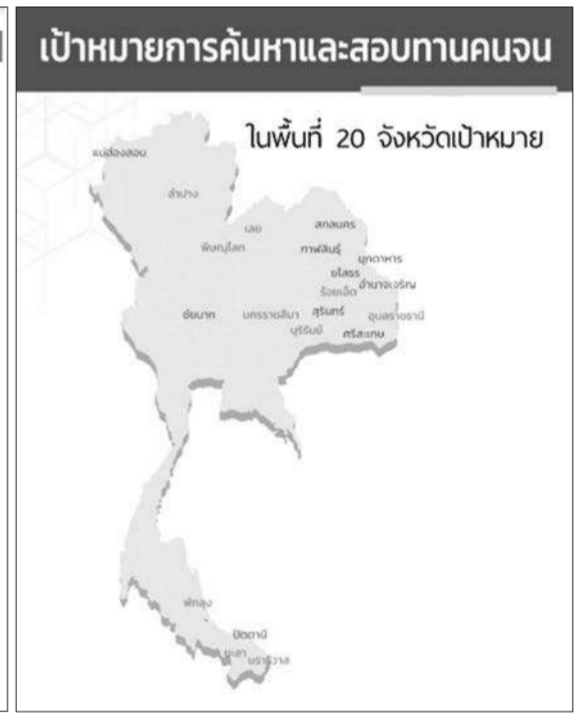 เป้าหมายการค้นหาและสอบทานคนจน
ในพื้นที่ 20 จังหวัดเป้าหมาย
แม่ฮ่องสอน
ลำปาง
เลย
สกลนคร
พิษณุโลก
กาฬสินธุ์
มุกดาหาร
ยโสธร
ร้อยเอ็ด
อำนาจเจริญ
ชัยนาท
นครราชสีมา
สุรินทร์
อุบลราชธานี
บุรีรัมย์
ศรีสะเกษ
พัทลุง
ปัตตานี
ยะลา
นราธิวาส